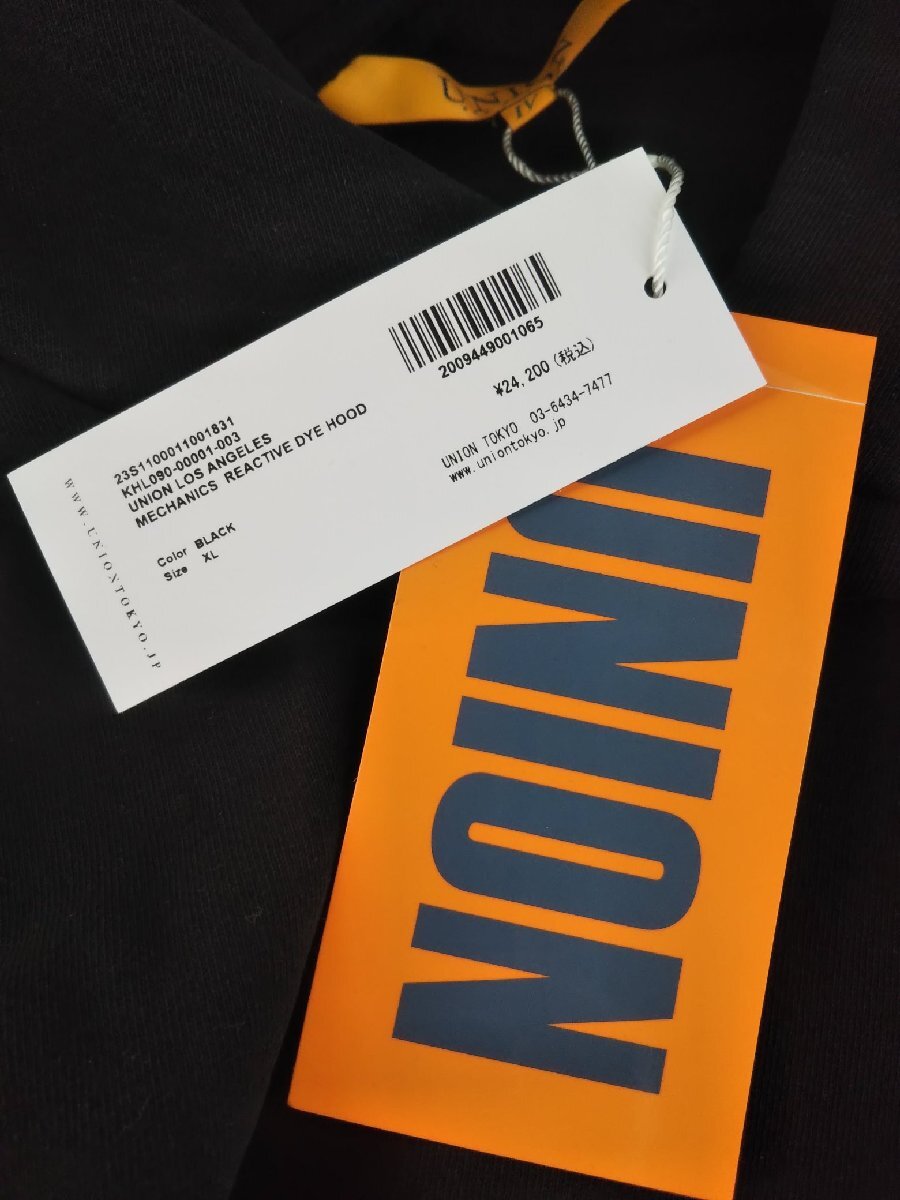 2009449001065
¥24,200 (税込)
23S1100011001831
KHL090-00001-003
UNION LOS ANGELES
MECHANICS REACTIVE DYE HOOD
Color BLACK
Size XL
UNION TOKYO 03-6434-7477
www.uniontokyo.jp
WWW.UNIONTOKYO.JP
UNION